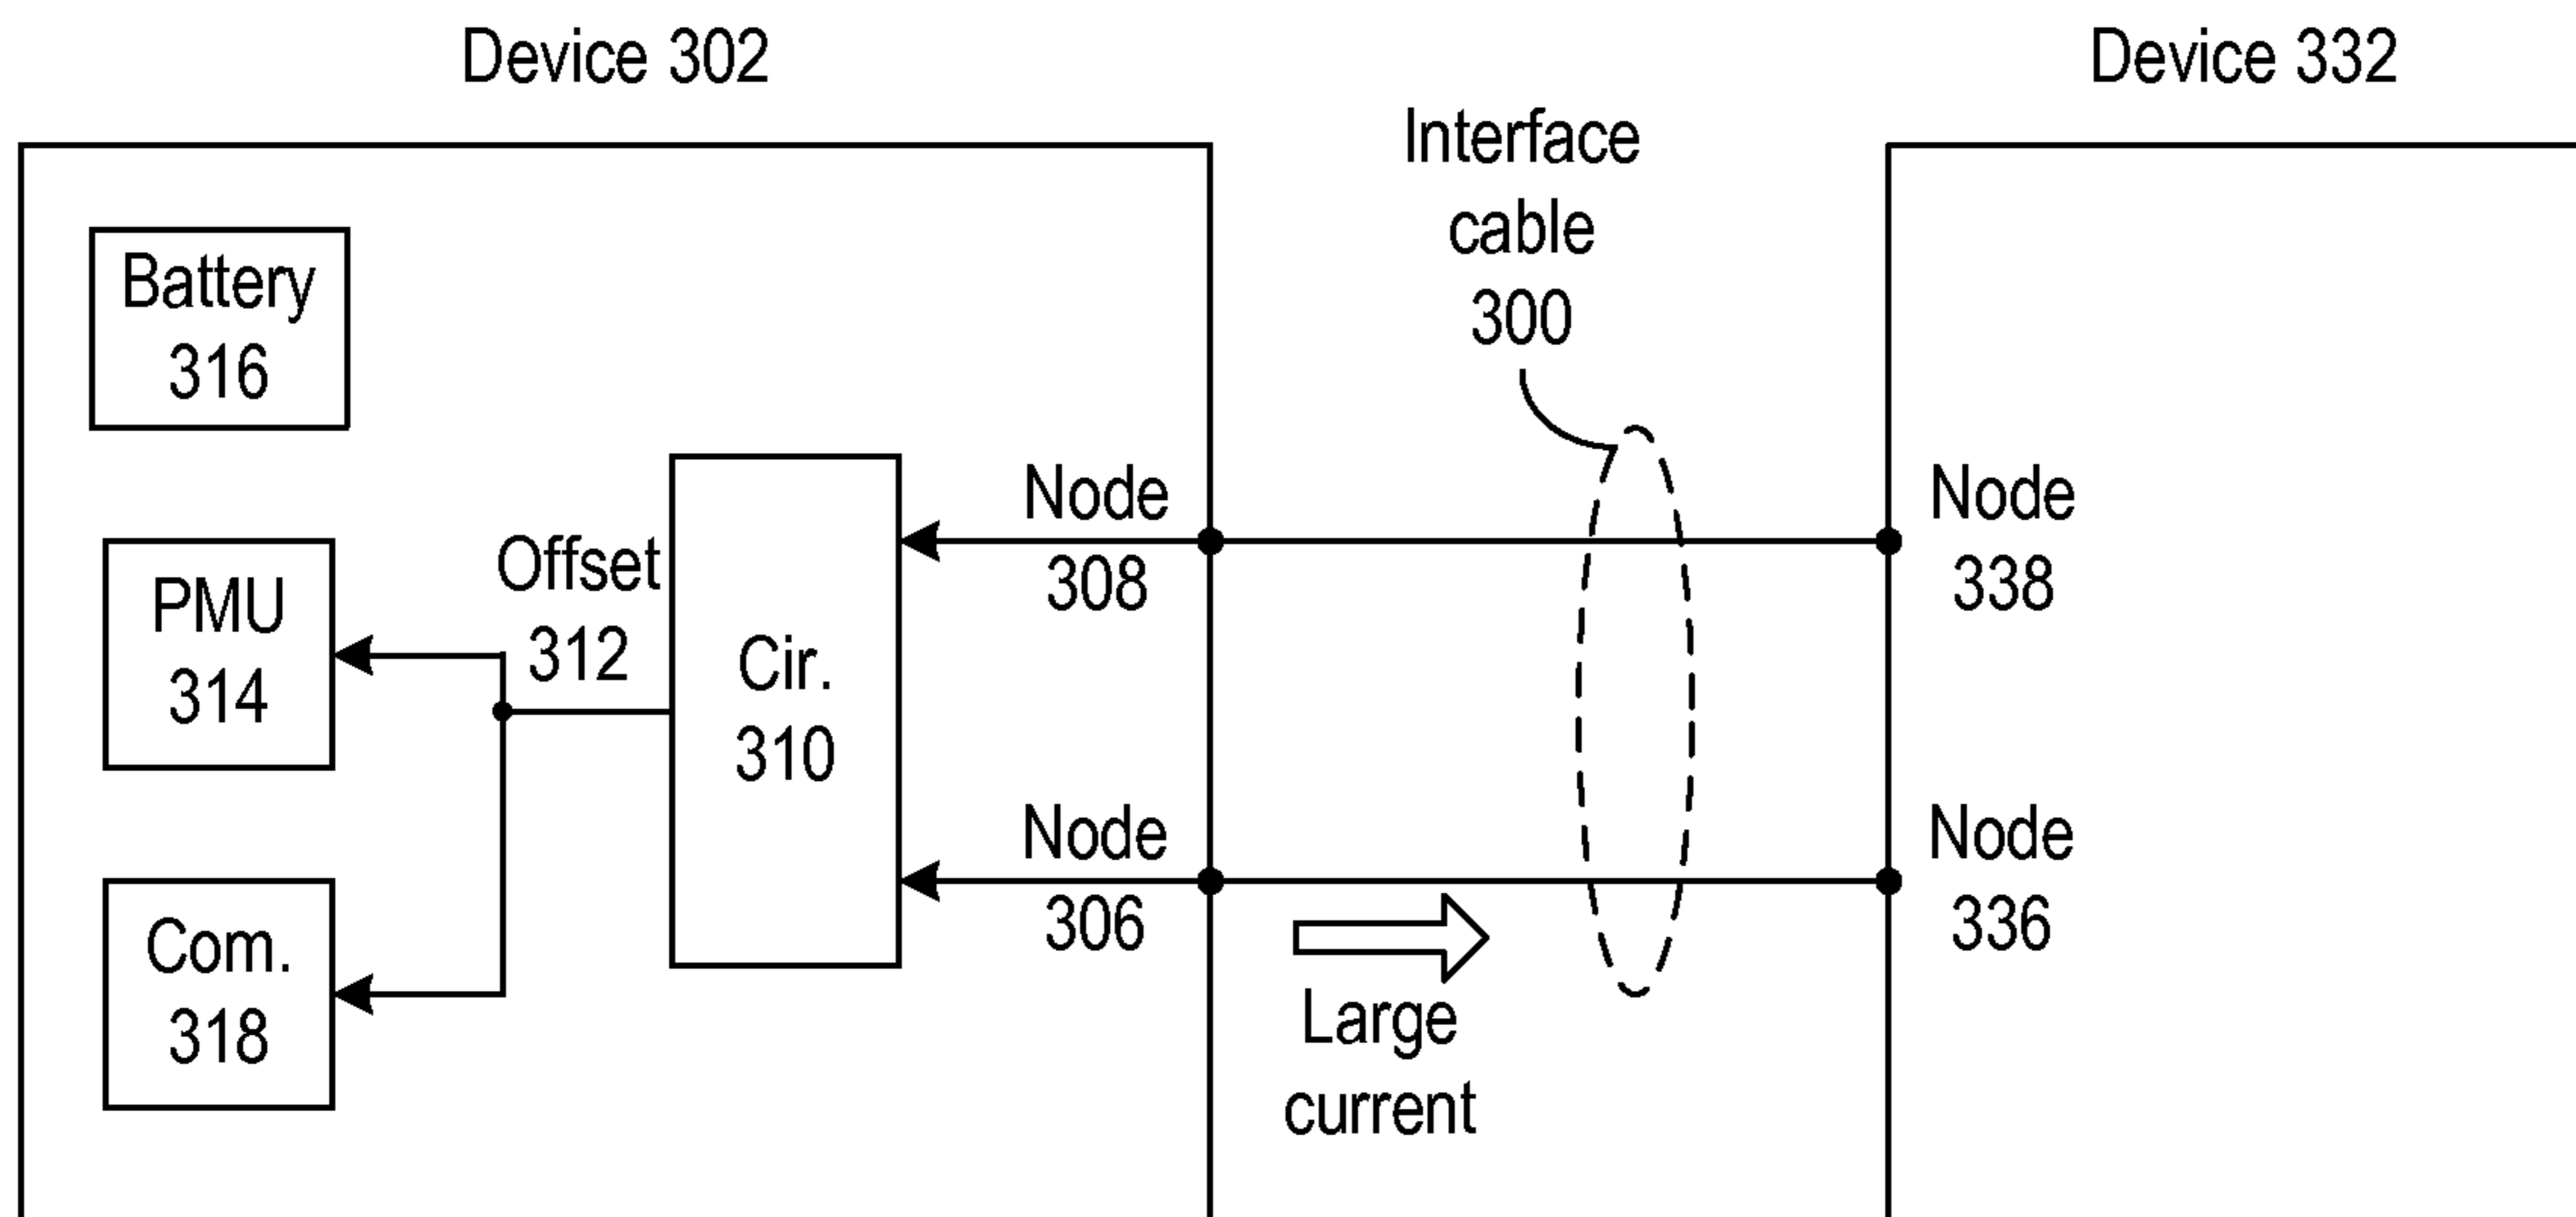 Device 302
Device 332
Interface
cable
300
Battery
316
Node
308
Node
338
Offset
312
PMU
314
Cir.
310
Node
306
Node
336
Com.
318
Large
current